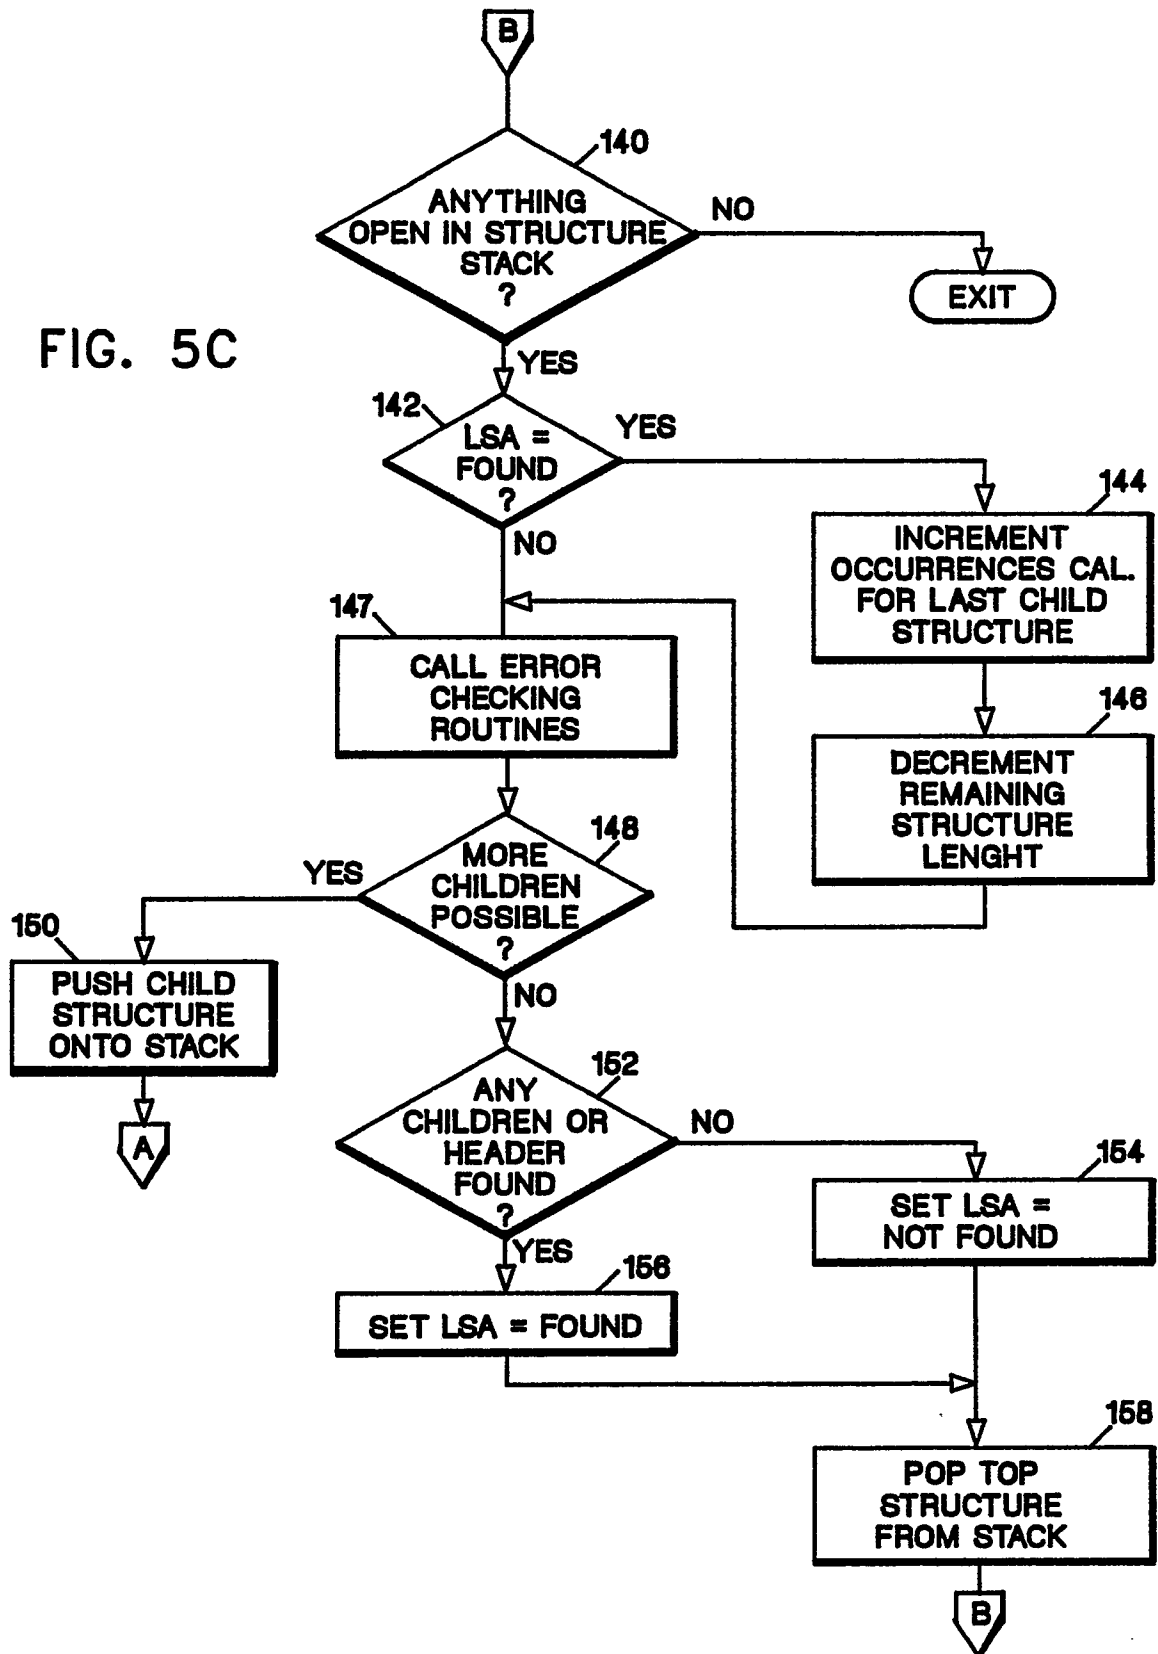 B
140
ANYTHING
OPEN IN STRUCTURE
STACK
?
NO
EXIT
FIG. 5C
YES
142
LSA =
FOUND
?
YES
NO
144
INCREMENT
OCCURRENCES CAL.
FOR LAST CHILD
STRUCTURE
147
CALL ERROR
CHECKING
ROUTINES
146
DECREMENT
REMAINING
STRUCTURE
LENGHT
148
MORE
CHILDREN
POSSIBLE
?
YES
NO
150
PUSH CHILD
STRUCTURE
ONTO STACK
A
152
ANY
CHILDREN OR
HEADER
FOUND
?
NO
YES
154
SET LSA =
NOT FOUND
156
SET LSA = FOUND
158
POP TOP
STRUCTURE
FROM STACK
B